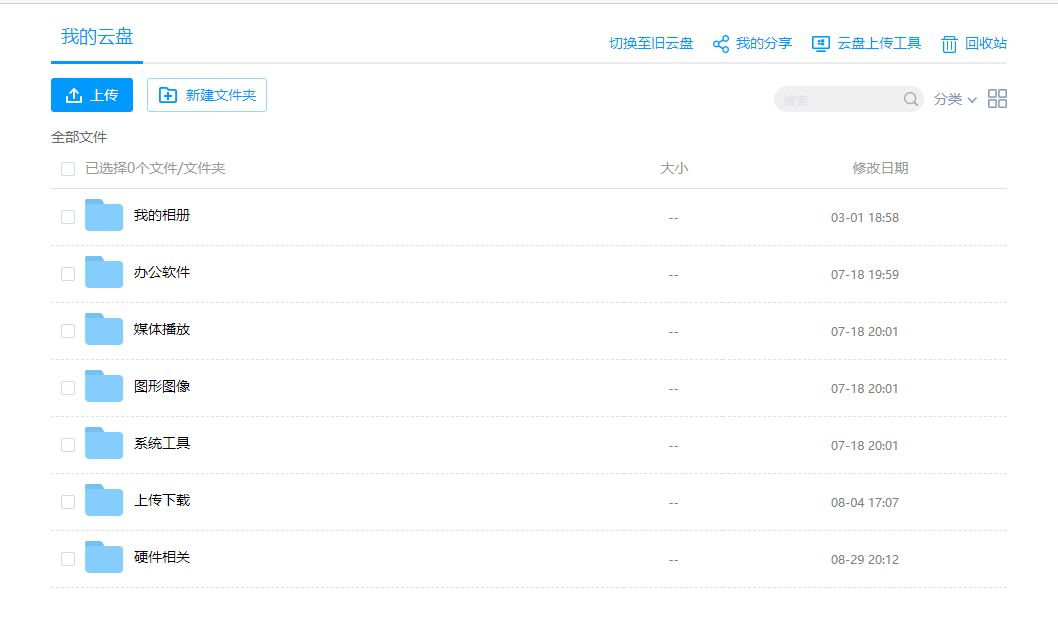 我的云盘
切换至旧云盘 我的分享 云盘上传工具 回收站
上传 新建文件夹 搜索 分类
全部文件
已选择0个文件/文件夹 大小 修改日期
我的相册 -- 03-01 18:58
办公软件 -- 07-18 19:59
媒体播放 -- 07-18 20:01
图形图像 -- 07-18 20:01
系统工具 -- 07-18 20:01
上传下载 -- 08-04 17:07
硬件相关 -- 08-29 20:12